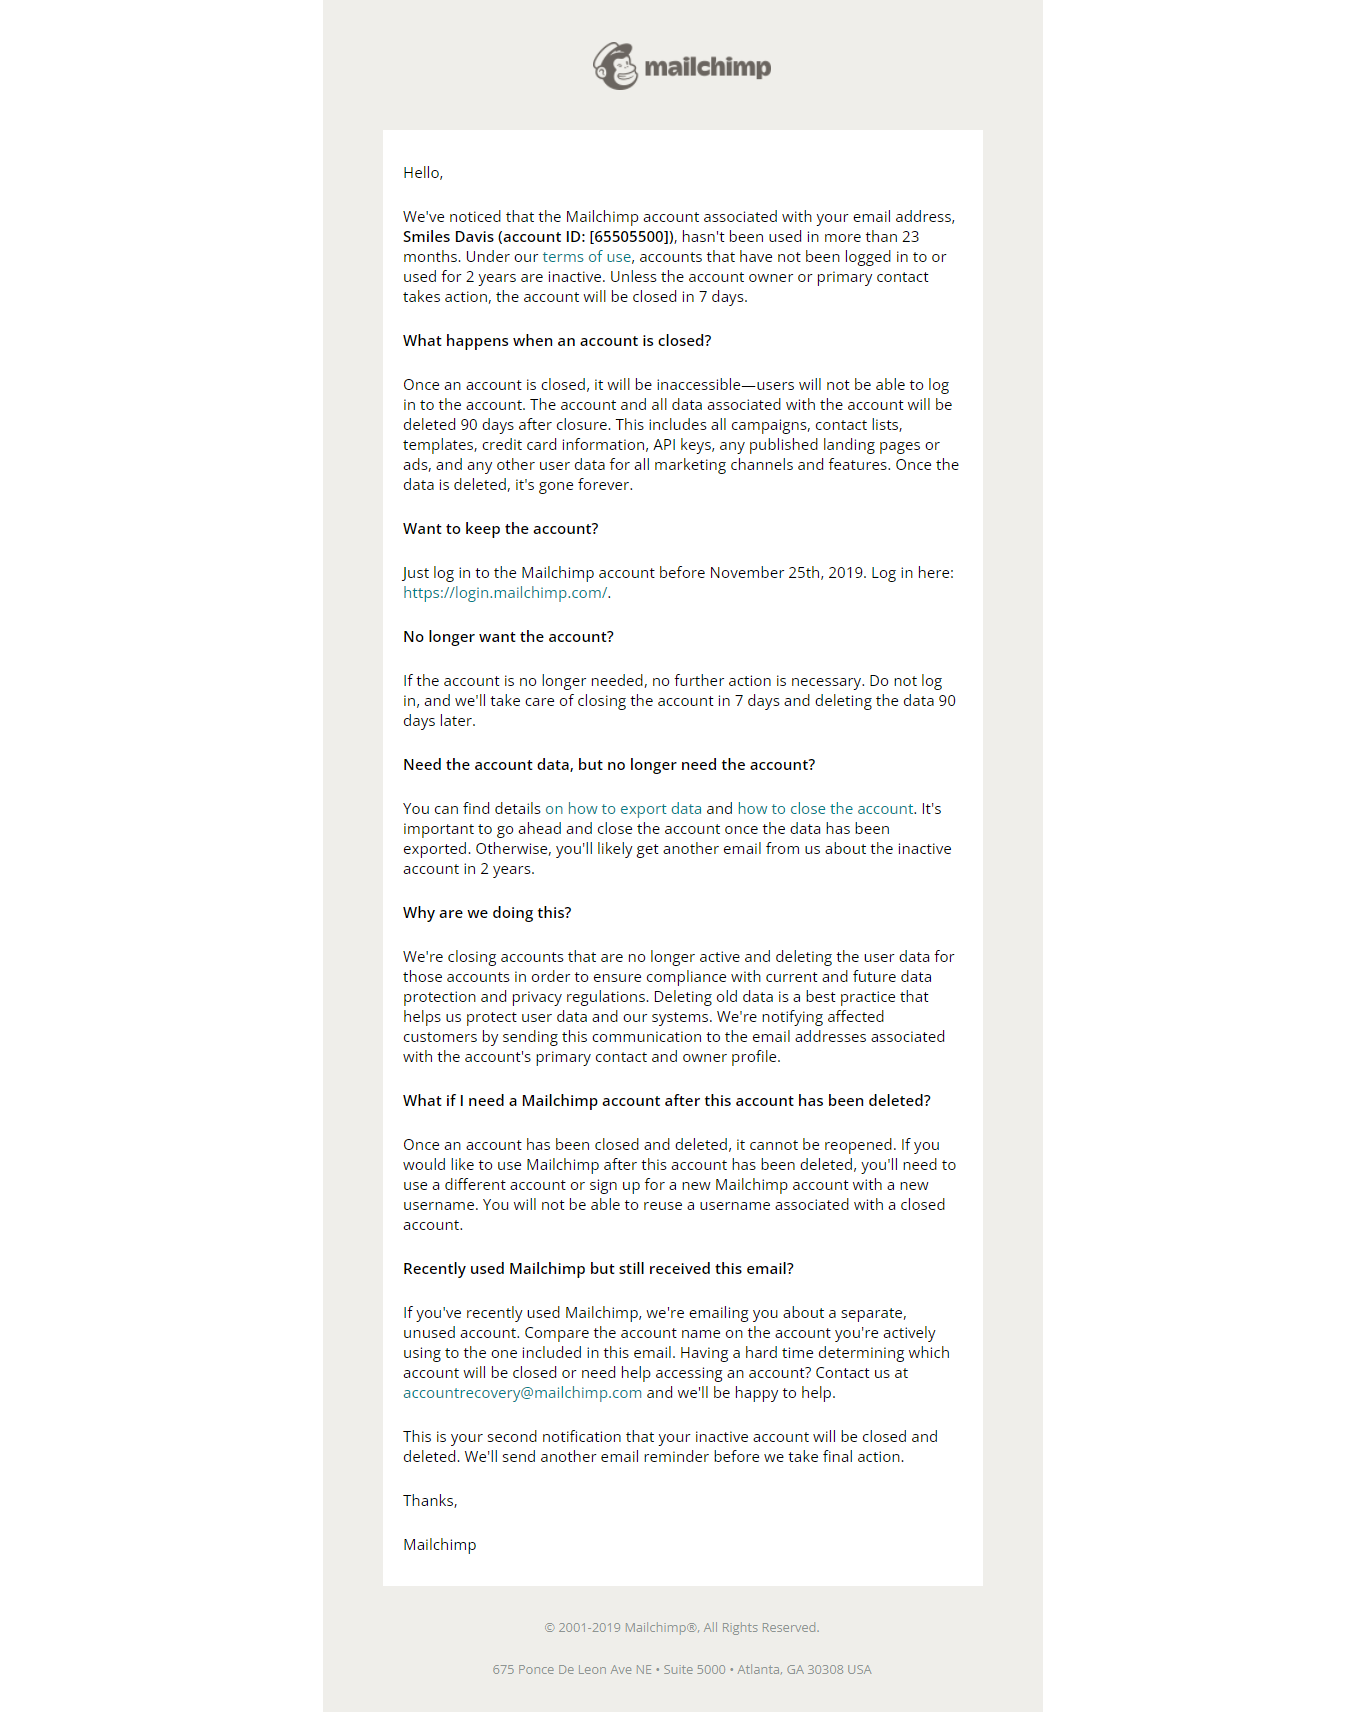 mailchimp
Hello,
We've noticed that the Mailchimp account associated with your email address,
Smiles Davis (account ID: [65505500]), hasn't been used in more than 23
months. Under our terms of use, accounts that have not been logged in to or
used for 2 years are inactive. Unless the account owner or primary contact
takes action, the account will be closed in 7 days.
What happens when an account is closed?
Once an account is closed, it will be inaccessible—users will not be able to log
in to the account. The account and all data associated with the account will be
deleted 90 days after closure. This includes all campaigns, contact lists,
templates, credit card information, API keys, any published landing pages or
ads, and any other user data for all marketing channels and features. Once the
data is deleted, it's gone forever.
Want to keep the account?
Just log in to the Mailchimp account before November 25th, 2019. Log in here:
https://login.mailchimp.com/.
No longer want the account?
If the account is no longer needed, no further action is necessary. Do not log
in, and we'll take care of closing the account in 7 days and deleting the data 90
days later.
Need the account data, but no longer need the account?
You can find details on how to export data and how to close the account. It's
important to go ahead and close the account once the data has been
exported. Otherwise, you'll likely get another email from us about the inactive
account in 2 years.
Why are we doing this?
We're closing accounts that are no longer active and deleting the user data for
those accounts in order to ensure compliance with current and future data
protection and privacy regulations. Deleting old data is a best practice that
helps us protect user data and our systems. We're notifying affected
customers by sending this communication to the email addresses associated
with the account's primary contact and owner profile.
What if I need a Mailchimp account after this account has been deleted?
Once an account has been closed and deleted, it cannot be reopened. If you
would like to use Mailchimp after this account has been deleted, you'll need to
use a different account or sign up for a new Mailchimp account with a new
username. You will not be able to reuse a username associated with a closed
account.
Recently used Mailchimp but still received this email?
If you've recently used Mailchimp, we're emailing you about a separate,
unused account. Compare the account name on the account you're actively
using to the one included in this email. Having a hard time determining which
account will be closed or need help accessing an account? Contact us at
accountrecovery@mailchimp.com and we'll be happy to help.
This is your second notification that your inactive account will be closed and
deleted. We'll send another email reminder before we take final action.
Thanks,
Mailchimp
© 2001-2019 Mailchimp®, All Rights Reserved.
675 Ponce De Leon Ave NE • Suite 5000 • Atlanta, GA 30308 USA